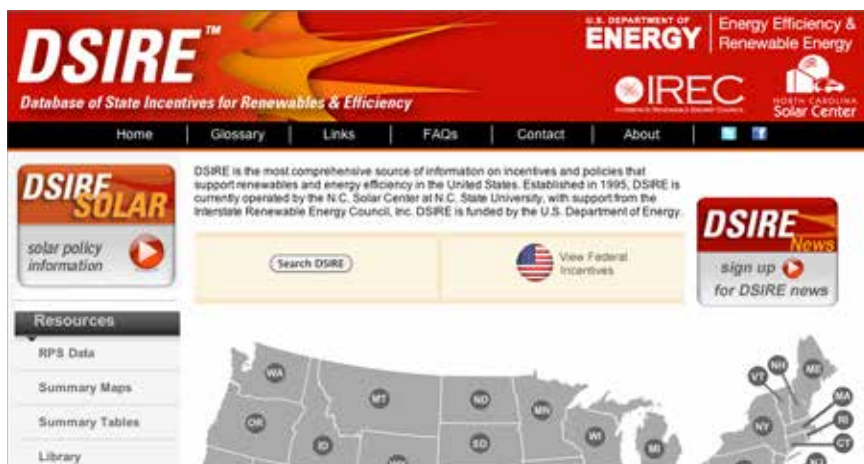 DSIRE™
Database of State Incentives for Renewables & Efficiency
U.S. DEPARTMENT OF
ENERGY
Energy Efficiency &
Renewable Energy
IREC
INTERSTATE RENEWABLE ENERGY COUNCIL
NORTH CAROLINA
Solar Center
Home | Glossary | Links | FAQs | Contact | About |
DSIRE
SOLAR
solar policy
information
DSIRE is the most comprehensive source of information on incentives and policies that
support renewables and energy efficiency in the United States. Established in 1995, DSIRE is
currently operated by the N.C. Solar Center at N.C. State University, with support from the
Interstate Renewable Energy Council, Inc. DSIRE is funded by the U.S. Department of Energy.
Search DSIRE
View Federal
Incentives
DSIRE
News
sign up
for DSIRE news
Resources
RPS Data
Summary Maps
Summary Tables
Library
WA
MT
ND
MN
OR
ID
SD
WI
MI
VT
NH
ME
NY
MA
RI
CT